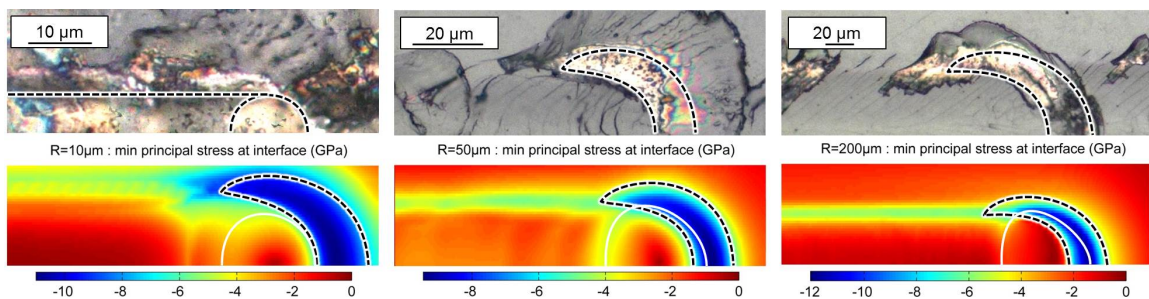 10 µm
20 µm
20 µm
R=10µm : min principal stress at interface (GPa)
R=50µm : min principal stress at interface (GPa)
R=200µm : min principal stress at interface (GPa)
-10 -8 -6 -4 -2 0
-8 -6 -4 -2 0
-12 -10 -8 -6 -4 -2 0